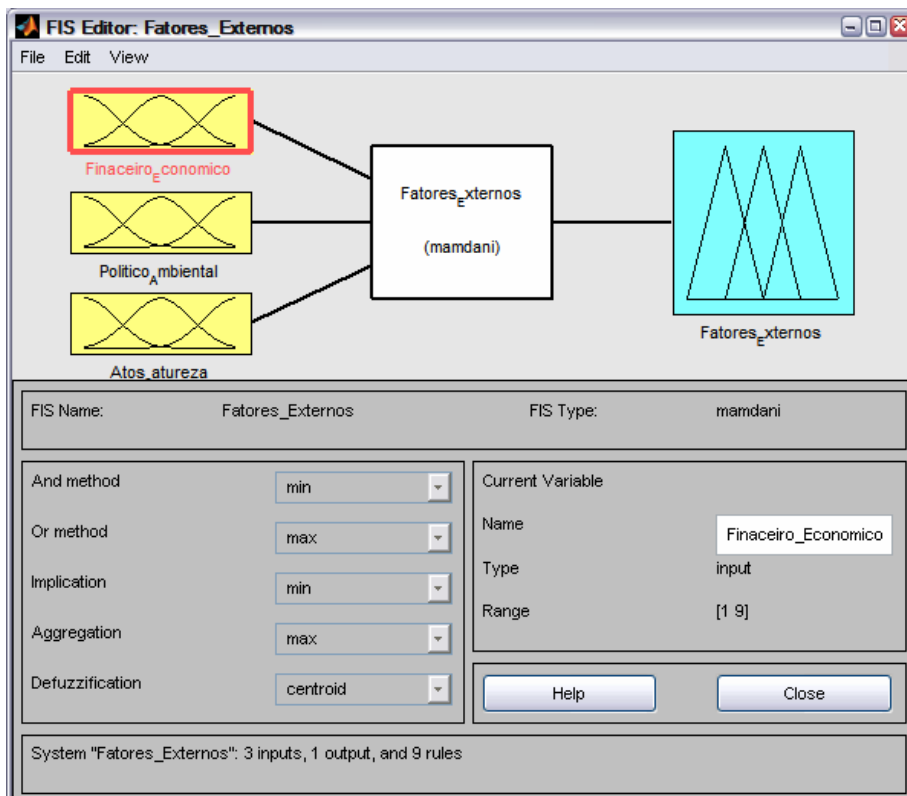 FIS Editor: Fatores_Externos
File Edit View
Finaceiro_Economico
Fatores_Externos
(mamdani)
Politico_Ambiental
Fatores_Externos
Atos_atureza
FIS Name: Fatores_Externos FIS Type: mamdani
And method min
Or method max
Implication min
Aggregation max
Defuzzification centroid
Current Variable
Name Finaceiro_Economico
Type input
Range [1 9]
Help Close
System "Fatores_Externos": 3 inputs, 1 output, and 9 rules